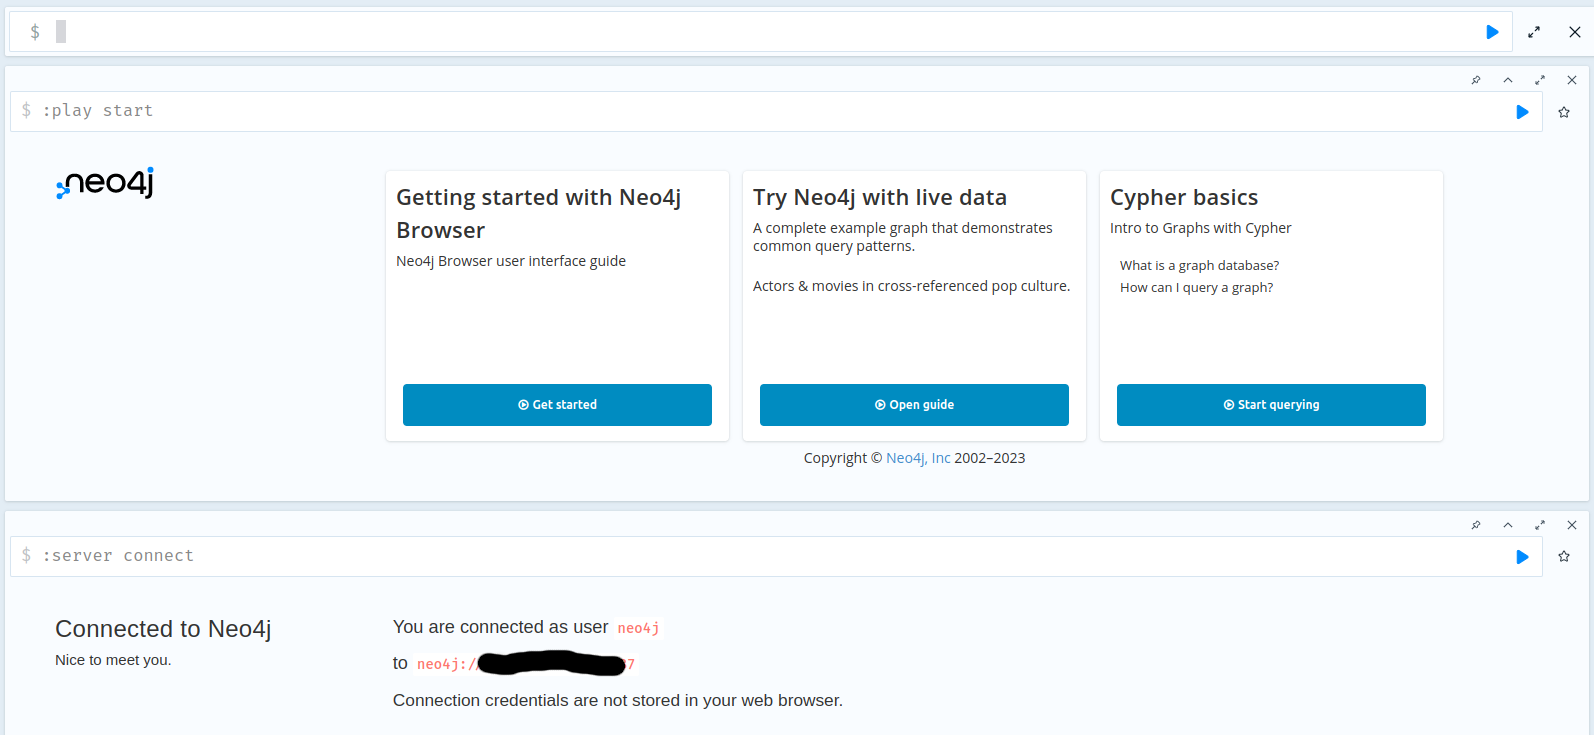 $
$ :play start
neo4j
Getting started with Neo4j
Browser
Neo4j Browser user interface guide
Get started
Try Neo4j with live data
A complete example graph that demonstrates
common query patterns.
Actors & movies in cross-referenced pop culture.
Open guide
Cypher basics
Intro to Graphs with Cypher
What is a graph database?
How can I query a graph?
Start querying
Copyright © Neo4j, Inc 2002–2023
$ :server connect
Connected to Neo4j
Nice to meet you.
You are connected as user neo4j
to neo4j:/
Connection credentials are not stored in your web browser.